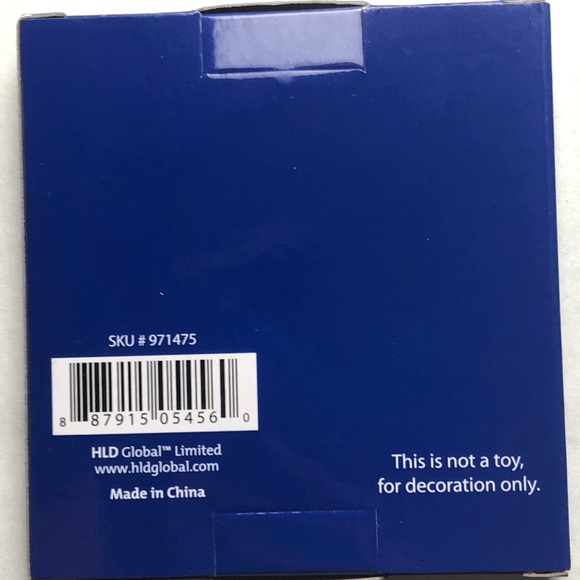 SKU # 971475
8 87915 05456 0
HLD Global™ Limited
www.hldglobal.com
Made in China
This is not a toy,
for decoration only.